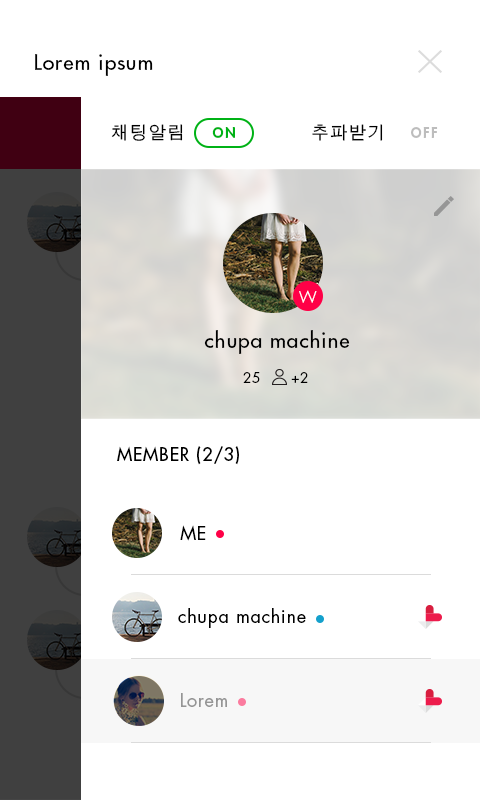 Lorem ipsum
채팅알림 ON 추파받기 OFF
W
chupa machine
25 +2
MEMBER (2/3)
ME
chupa machine
Lorem